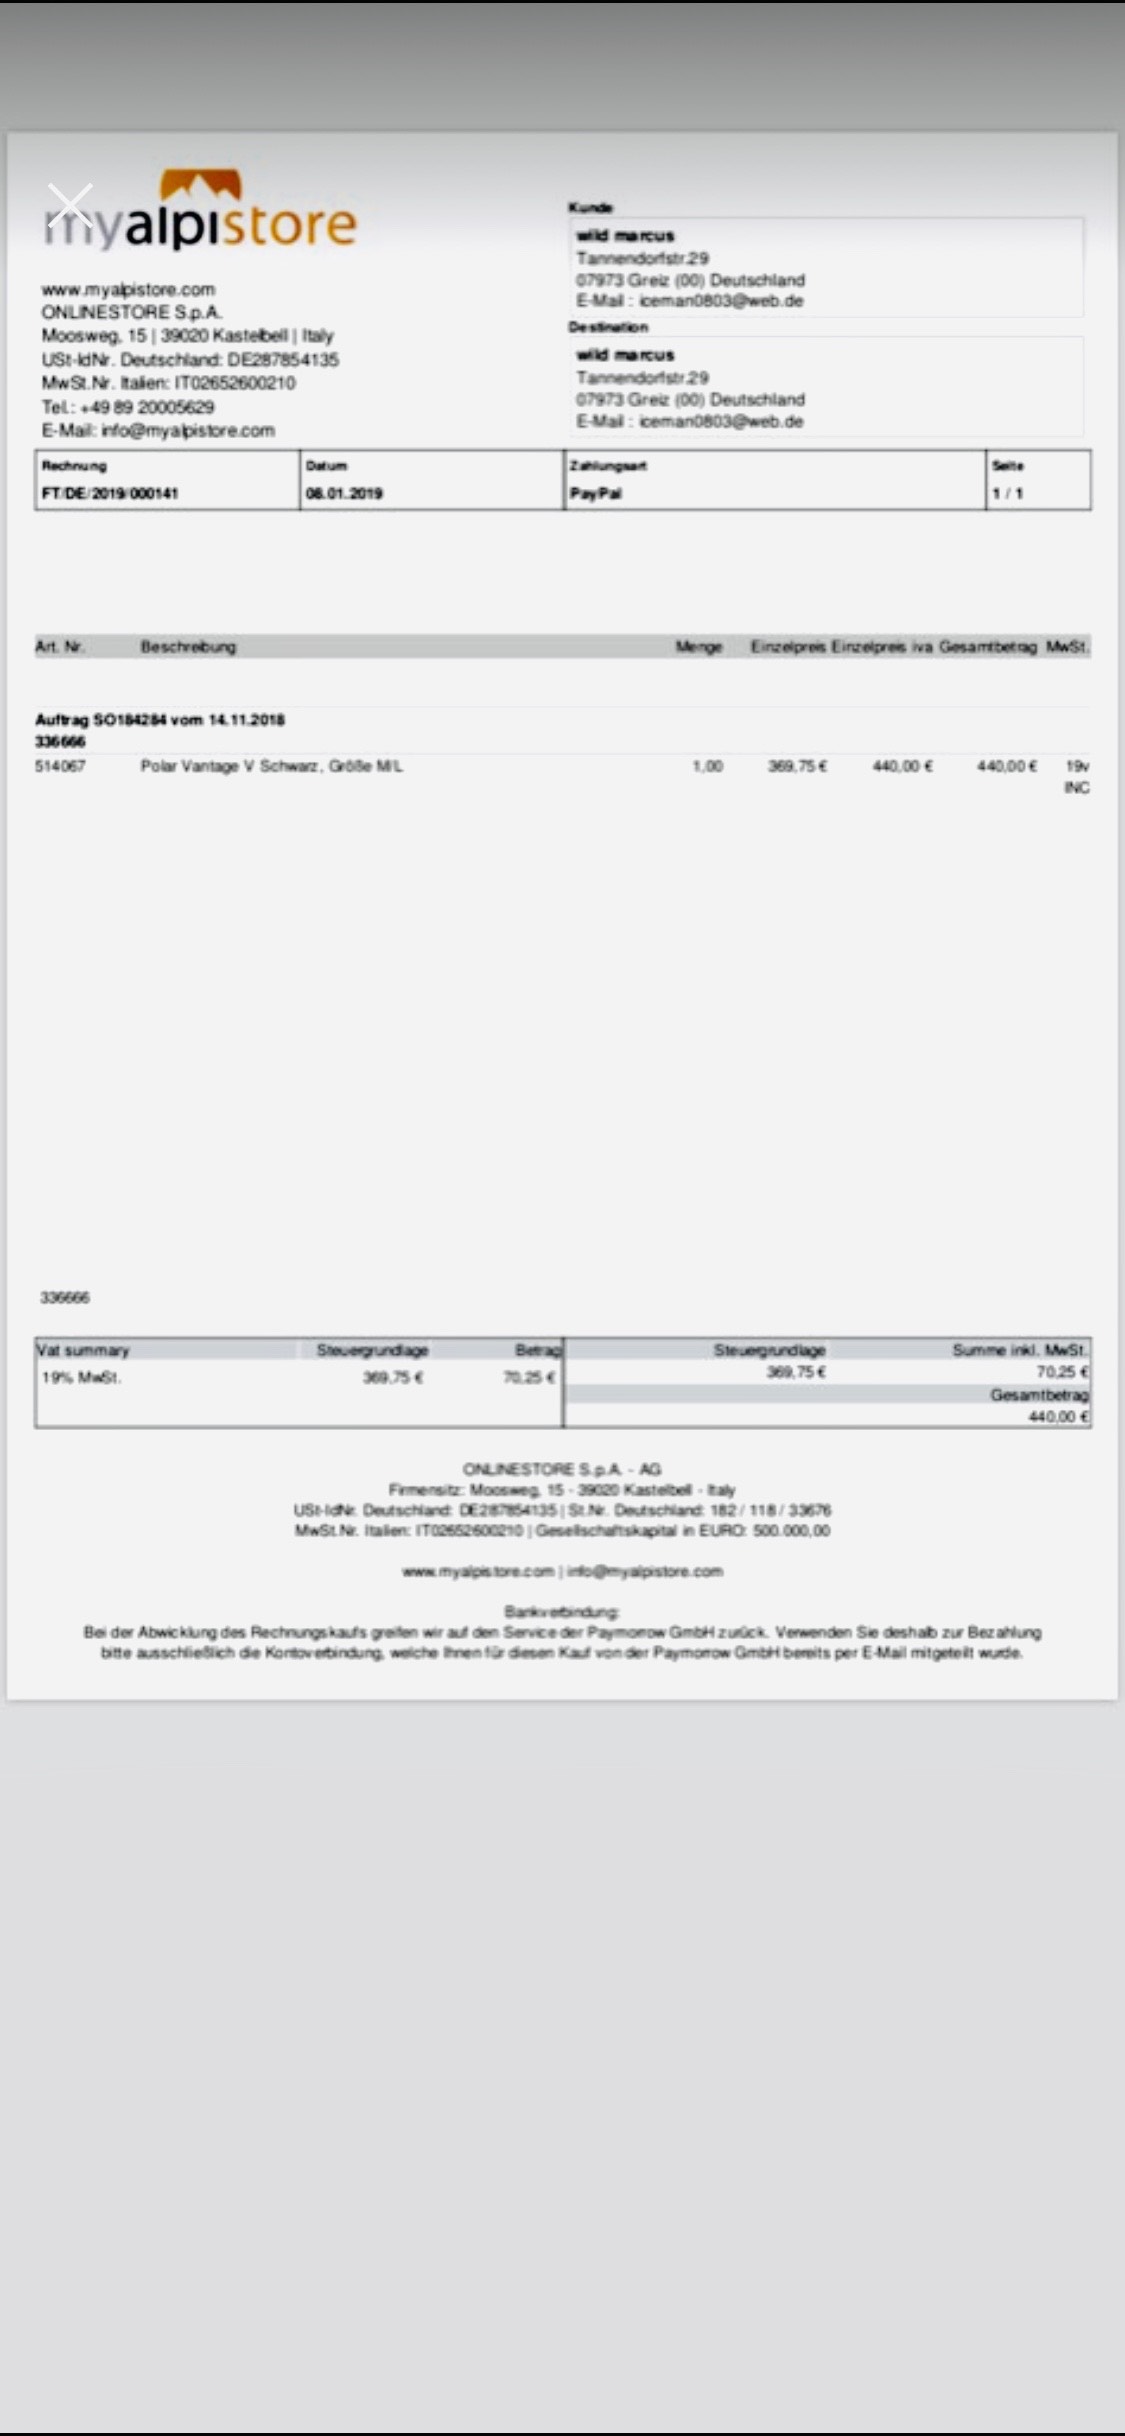 myalpistore
www.myalpistore.com
ONLINESTORE S.p.A.
Moosweg, 15 | 39020 Kastelbell | Italy
USt-IdNr. Deutschland: DE287854135
MwSt.Nr. Italien: IT02652600210
Tel.: +49 89 20005629
E-Mail: info@myalpistore.com
Kunde
wild marcus
Tannendorfstr.29
07973 Greiz (00) Deutschland
E-Mail : iceman0803@web.de
Destination
wild marcus
Tannendorfstr.29
07973 Greiz (00) Deutschland
E-Mail : iceman0803@web.de
Rechnung Datum Zahlungsart Seite
FT/DE/2019/000141 08.01.2019 PayPal 1 / 1
Art. Nr. Beschreibung Menge Einzelpreis Einzelpreis iva Gesamtbetrag MwSt.
Auftrag SO184284 vom 14.11.2018
336666
514067 Polar Vantage V Schwarz, Größe M/L 1,00 369,75 € 440,00 € 440,00 € 19v
INC
336666
Vat summary Steuergrundlage Betrag Steuergrundlage Summe inkl. MwSt.
19% MwSt. 369,75 € 70,25 € 369,75 € 70,25 €
Gesamtbetrag
440,00 €
ONLINESTORE S.p.A. - AG
Firmensitz: Moosweg, 15 - 39020 Kastelbell - Italy
USt-IdNr. Deutschland: DE287854135 | St.Nr. Deutschland: 182 / 118 / 33676
MwSt.Nr. Italien: IT02652600210 | Gesellschaftskapital in EURO: 500.000,00
www.myalpistore.com | info@myalpistore.com
Bankverbindung:
Bei der Abwicklung des Rechnungskaufs greifen wir auf den Service der Paymorrow GmbH zurück. Verwenden Sie deshalb zur Bezahlung
bitte ausschließlich die Kontoverbindung, welche Ihnen für diesen Kauf von der Paymorrow GmbH bereits per E-Mail mitgeteilt wurde.